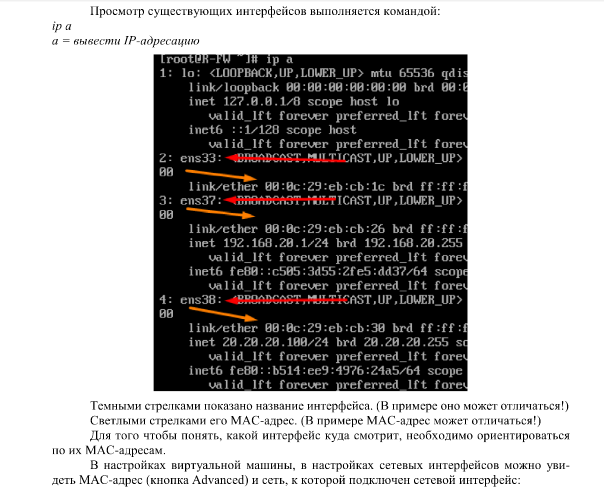 Просмотр существующих интерфейсов выполняется командой:
ip a
a = вывести IP-адресацию
[root@R-FW ~]# ip a
1: lo: <LOOPBACK,UP,LOWER_UP> mtu 65536 qdis
link/loopback 00:00:00:00:00:00 brd 00:0
inet 127.0.0.1/8 scope host lo
valid_lft forever preferred_lft forev
inet6 ::1/128 scope host
valid_lft forever preferred_lft forev
2: ens33: <BROADCAST,MULTICAST,UP,LOWER_UP>
00
link/ether 00:0c:29:eb:cb:1c brd ff:ff:f
3: ens37: <BROADCAST,MULTICAST,UP,LOWER_UP>
00
link/ether 00:0c:29:eb:cb:26 brd ff:ff:f
inet 192.168.20.1/24 brd 192.168.20.255
valid_lft forever preferred_lft forev
inet6 fe80::c505:3d55:2fe5:dd37/64 scope
valid_lft forever preferred_lft forev
4: ens38: <BROADCAST,MULTICAST,UP,LOWER_UP>
00
link/ether 00:0c:29:eb:cb:30 brd ff:ff:f
inet 20.20.20.100/24 brd 20.20.20.255 sc
valid_lft forever preferred_lft forev
inet6 fe80::b514:ee9:4976:24a5/64 scope
valid_lft forever preferred_lft forev
Темными стрелками показано название интерфейса. (В примере оно может отличаться!)
Светлыми стрелками его MAC-адрес. (В примере MAC-адрес может отличаться!)
Для того чтобы понять, какой интерфейс куда смотрит, необходимо ориентироваться
по их MAC-адресам.
В настройках виртуальной машины, в настройках сетевых интерфейсов можно уви-
деть MAC-адрес (кнопка Advanced) и сеть, к которой подключен сетевой интерфейс: